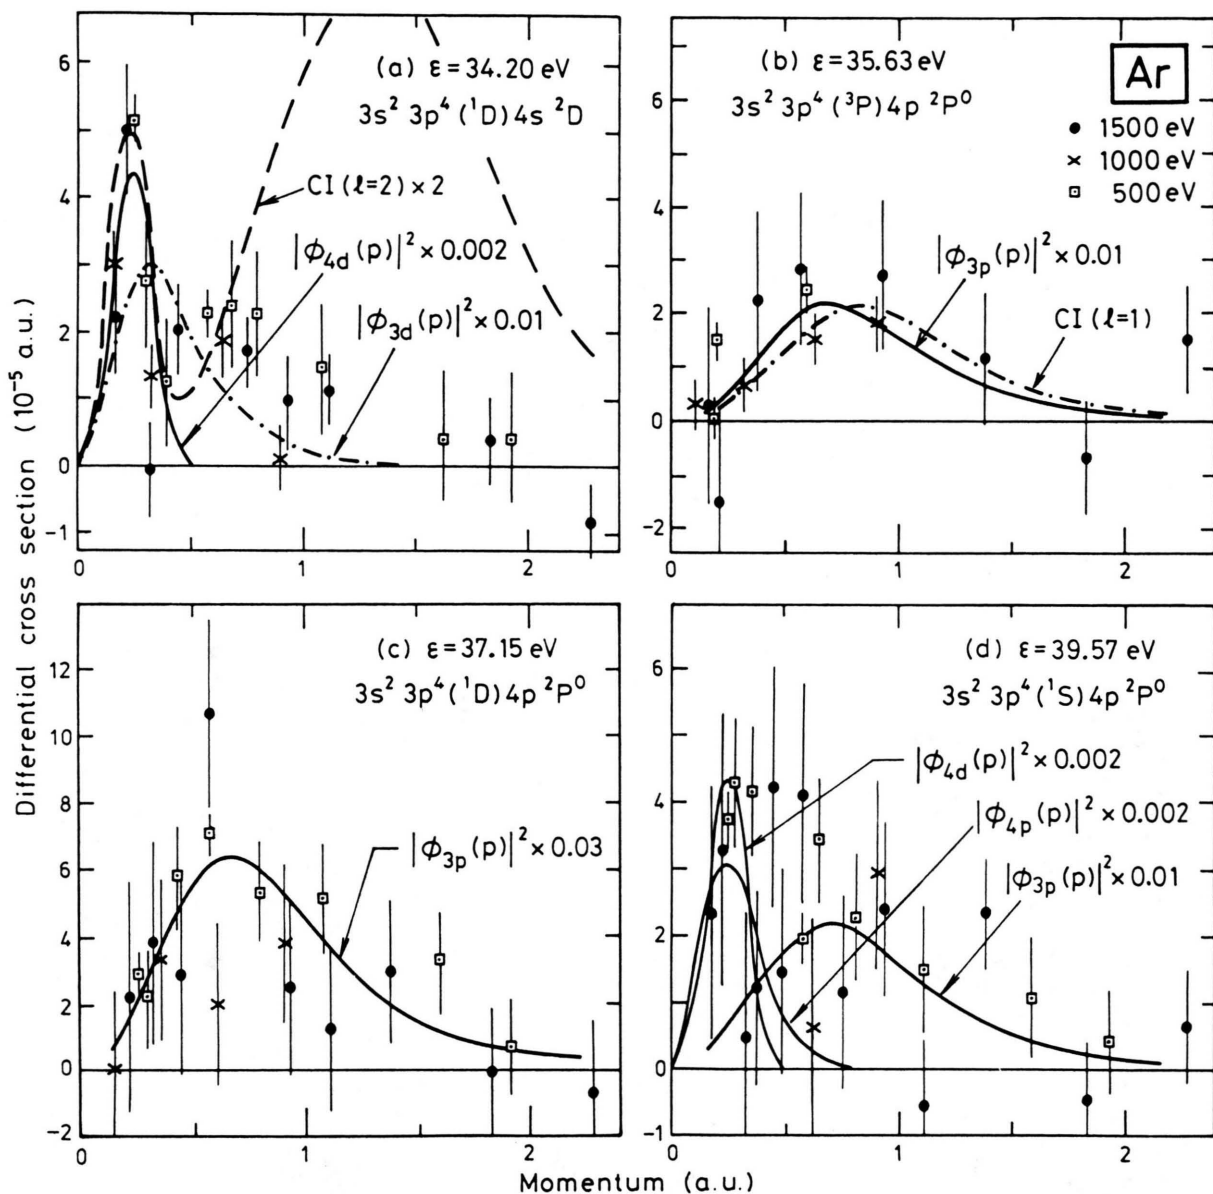 Differential cross section (10⁻⁵ a.u.)
6
4
2
0
-1
0
1
2
(a) ε=34.20 eV
3s² 3p⁴ (¹D) 4s ²D
CI (ℓ=2) × 2
|ϕ4d(p)|² × 0.002
|ϕ3d(p)|² × 0.01
6
4
2
0
-2
0
1
2
(b) ε=35.63 eV
3s² 3p⁴ (³P) 4p ²P⁰
Ar
● 1500 eV
× 1000 eV
⊡ 500 eV
|ϕ3p(p)|² × 0.01
CI (ℓ=1)
12
10
8
6
4
2
0
-2
0
1
2
(c) ε=37.15 eV
3s² 3p⁴ (¹D) 4p ²P⁰
|ϕ3p(p)|² × 0.03
6
4
2
0
-1
0
1
2
(d) ε=39.57 eV
3s² 3p⁴ (¹S) 4p ²P⁰
|ϕ4d(p)|² × 0.002
|ϕ4p(p)|² × 0.002
|ϕ3p(p)|² × 0.01
Momentum (a.u.)